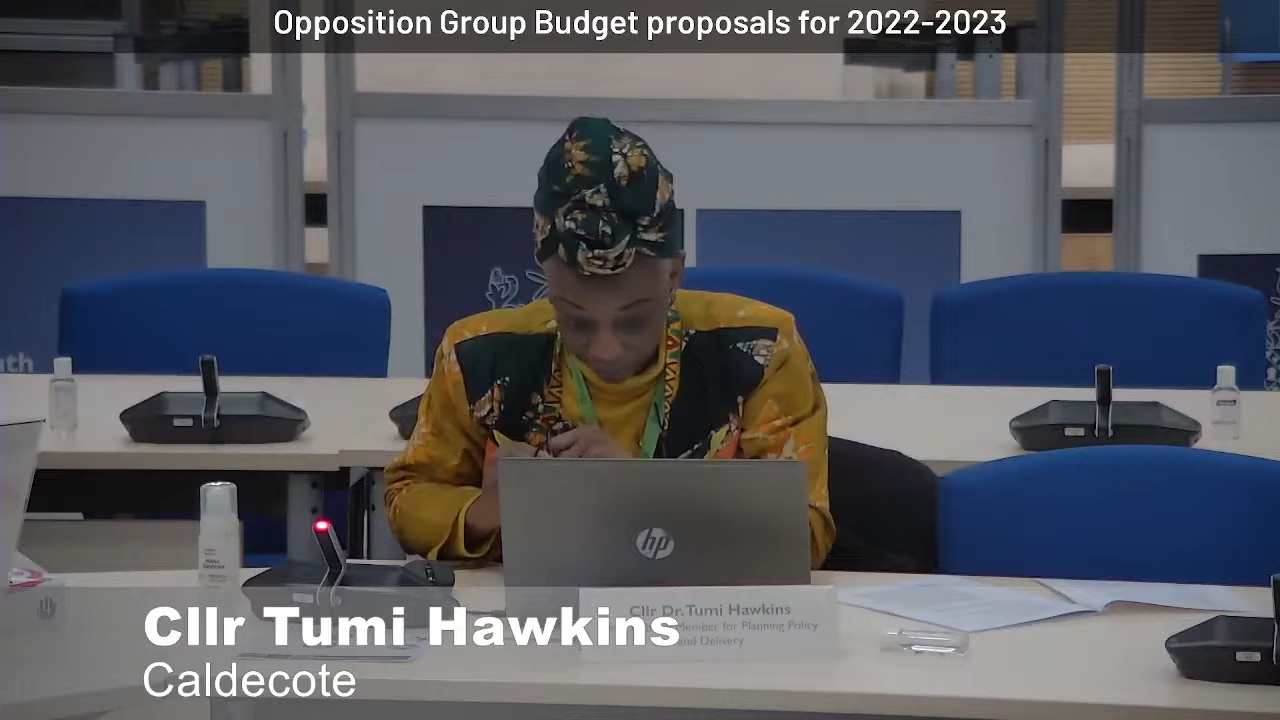 Opposition Group Budget proposals for 2022-2023
uth
hp
Cllr Dr. Tumi Hawkins
Member for Planning Policy
and Delivery
Cllr Tumi Hawkins
Caldecote